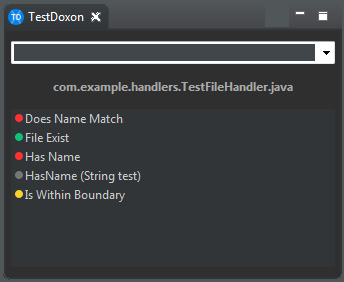 TD TestDoxon
com.example.handlers.TestFileHandler.java
Does Name Match
File Exist
Has Name
HasName (String test)
Is Within Boundary